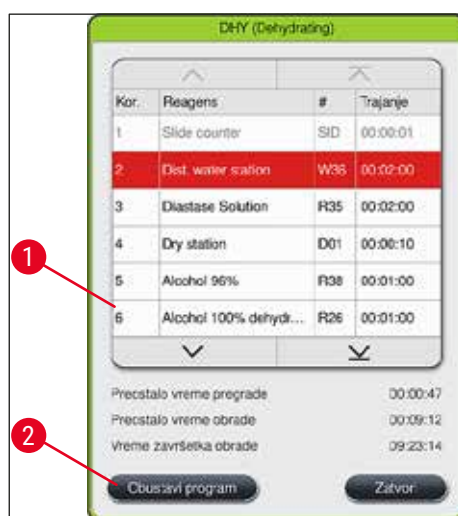 DHY (Dehydrating)
Kor. Reagens # Trajanje
1 Slide counter SID 00:00:01
2 Dist. water station W36 00:02:00
3 Diastase Solution R35 00:02:00
4 Dry station D01 00:00:10
5 Alcohol 96% R38 00:01:00
6 Alcohol 100% dehydr... R26 00:01:00
1
Preostalo vreme pregrade 00:00:47
Preostalo vreme obrade 00:09:12
Vreme završetka obrade 09:23:14
2
Obustavi program Zatvori